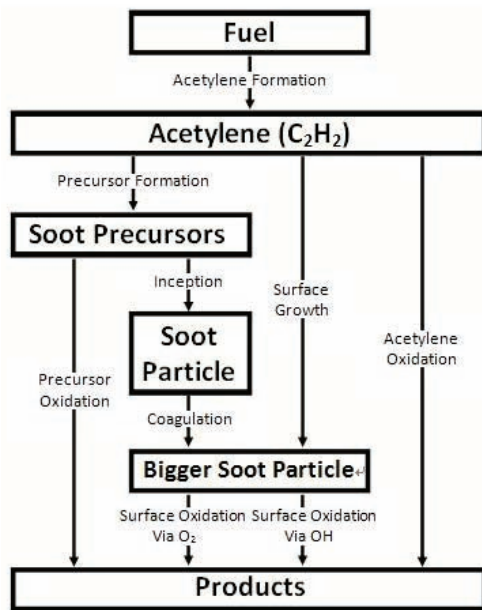 Fuel
Acetylene Formation
Acetylene (C₂H₂)
Precursor Formation
Soot Precursors
Inception
Surface
Growth
Soot
Particle
Acetylene
Oxidation
Precursor
Oxidation
Coagulation
Bigger Soot Particle↵
Surface Oxidation
Via O₂
Surface Oxidation
Via OH
Products